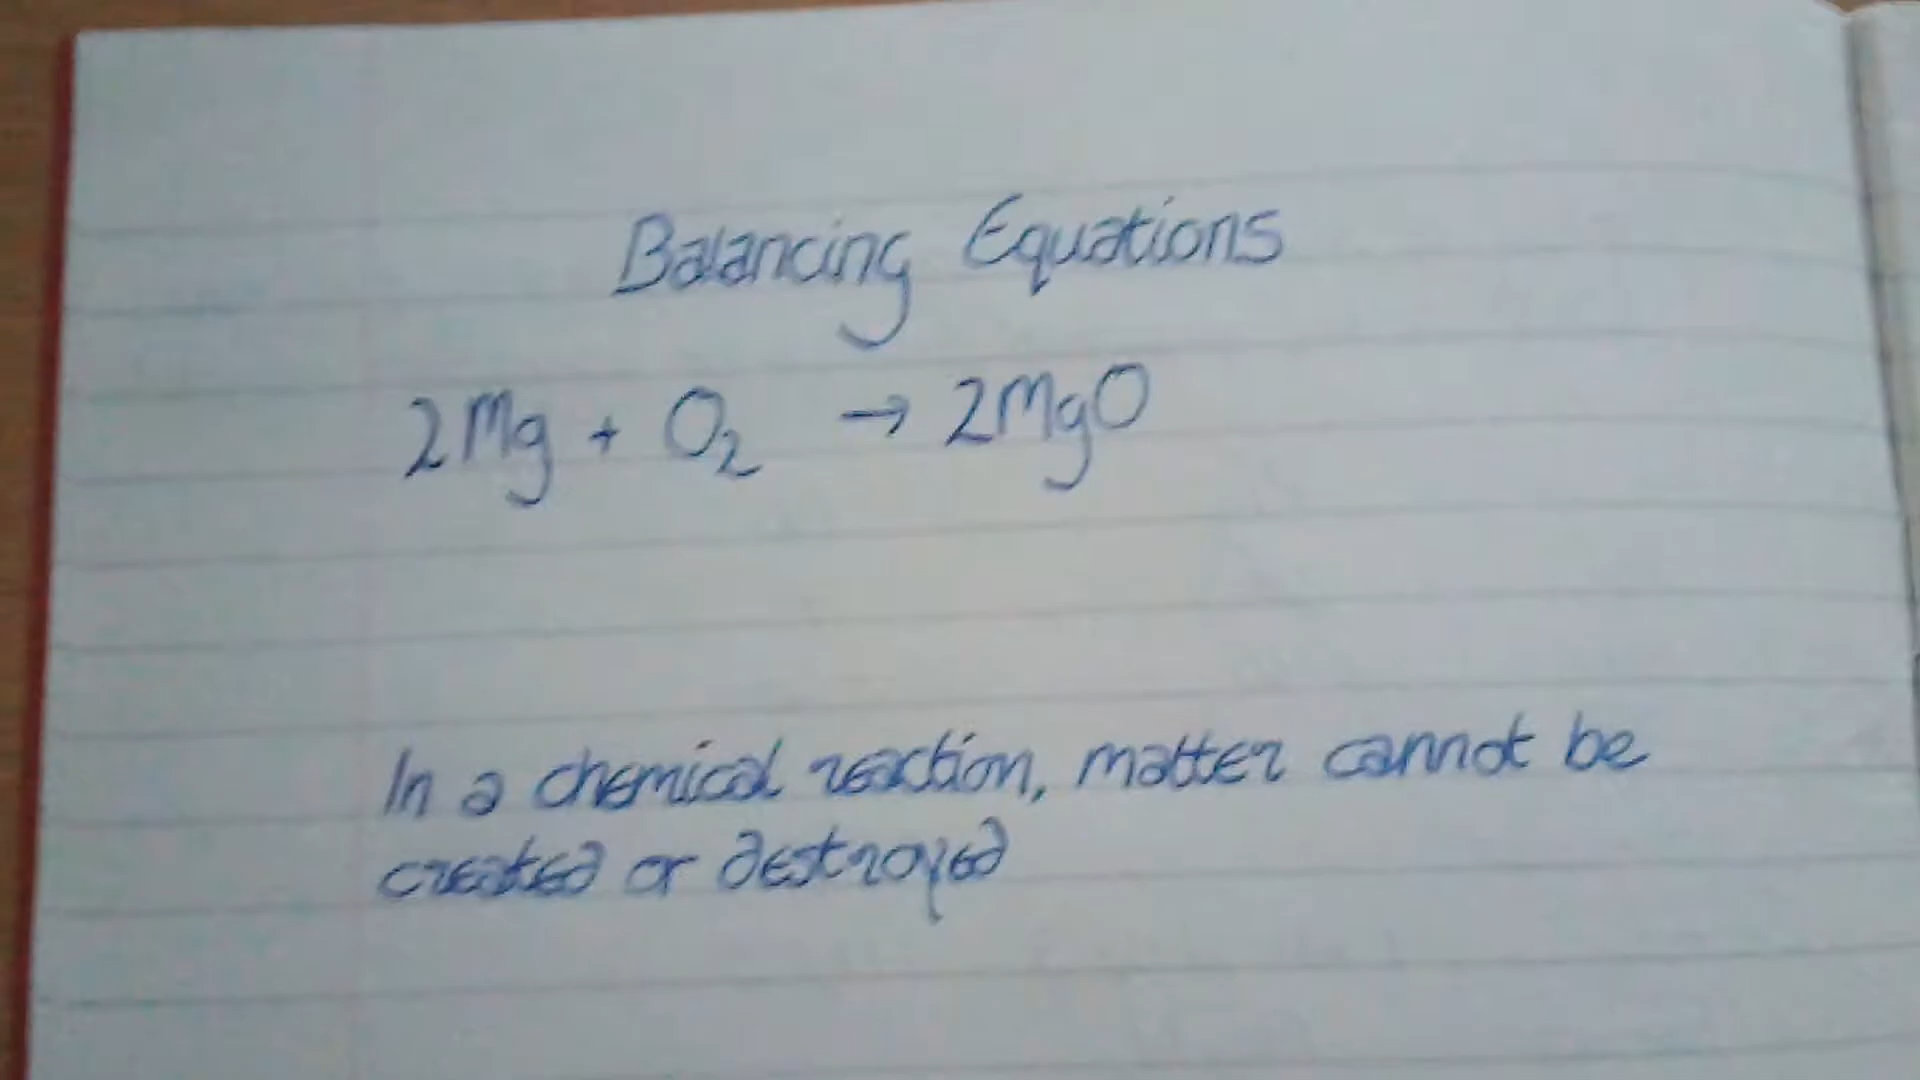 Balancing Equations
2Mg + O₂ → 2MgO
In a chemical reaction, matter cannot be
created or destroyed